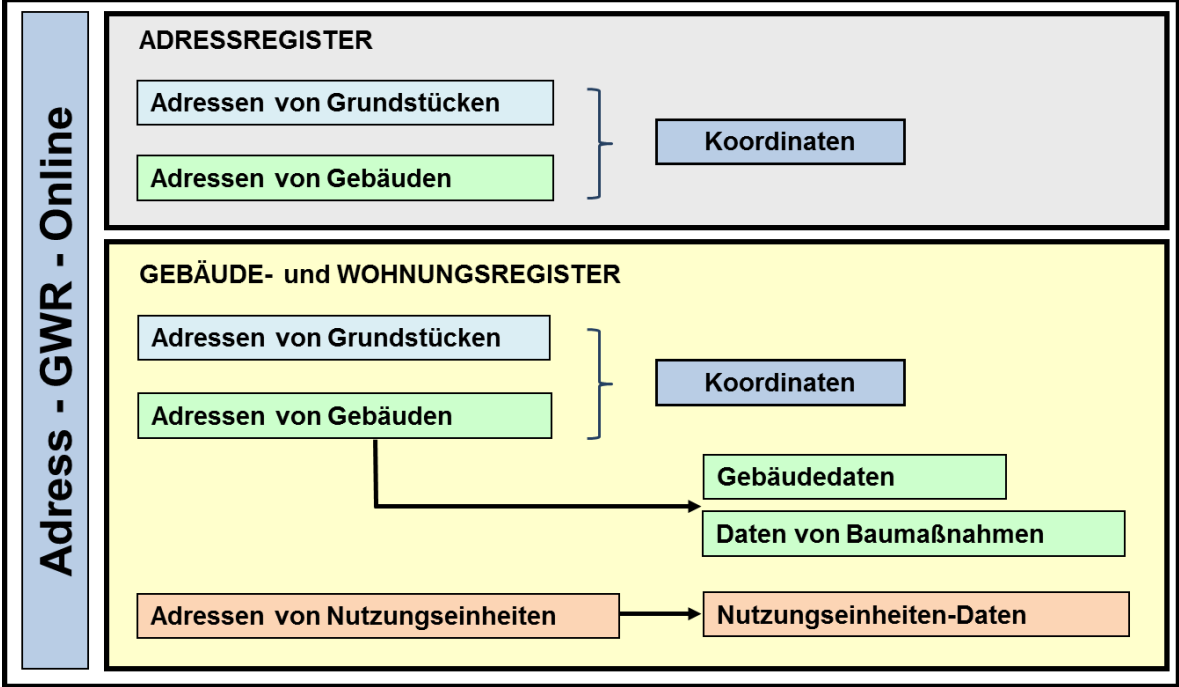 Adress - GWR - Online
ADRESSREGISTER
Adressen von Grundstücken
Adressen von Gebäuden
Koordinaten
GEBÄUDE- und WOHNUNGSREGISTER
Adressen von Grundstücken
Adressen von Gebäuden
Koordinaten
Gebäudedaten
Daten von Baumaßnahmen
Adressen von Nutzungseinheiten
Nutzungseinheiten-Daten